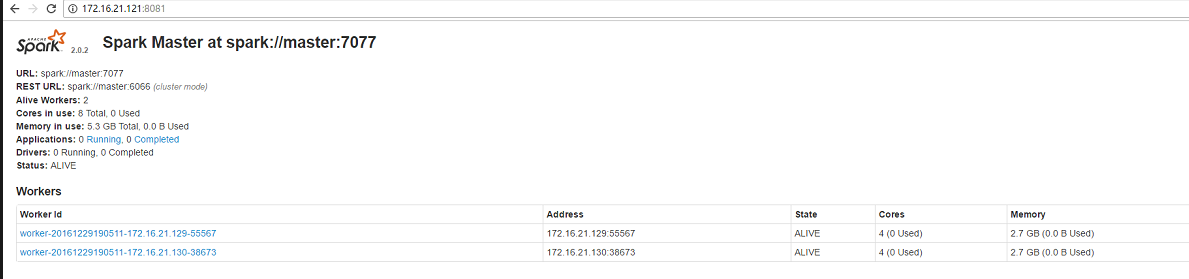 172.16.21.121:8081
APACHE
Spark 2.0.2 Spark Master at spark://master:7077
URL: spark://master:7077
REST URL: spark://master:6066 (cluster mode)
Alive Workers: 2
Cores in use: 8 Total, 0 Used
Memory in use: 5.3 GB Total, 0.0 B Used
Applications: 0 Running, 0 Completed
Drivers: 0 Running, 0 Completed
Status: ALIVE
Workers
Worker Id Address State Cores Memory
worker-20161229190511-172.16.21.129-55567 172.16.21.129:55567 ALIVE 4 (0 Used) 2.7 GB (0.0 B Used)
worker-20161229190511-172.16.21.130-38673 172.16.21.130:38673 ALIVE 4 (0 Used) 2.7 GB (0.0 B Used)